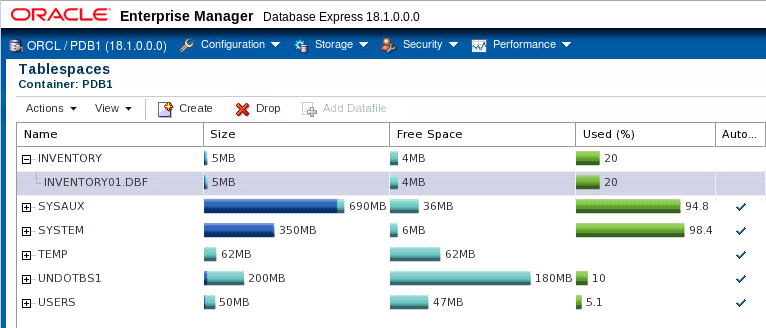 ORACLE Enterprise Manager Database Express 18.1.0.0.0
ORCL / PDB1 (18.1.0.0.0) Configuration Storage Security Performance
Tablespaces
Container: PDB1
Actions View Create Drop Add Datafile
Name Size Free Space Used (%) Auto...
INVENTORY 5MB 4MB 20
INVENTORY01.DBF 5MB 4MB 20
SYSAUX 690MB 36MB 94.8
SYSTEM 350MB 6MB 98.4
TEMP 62MB 62MB
UNDOTBS1 200MB 180MB 10
USERS 50MB 47MB 5.1